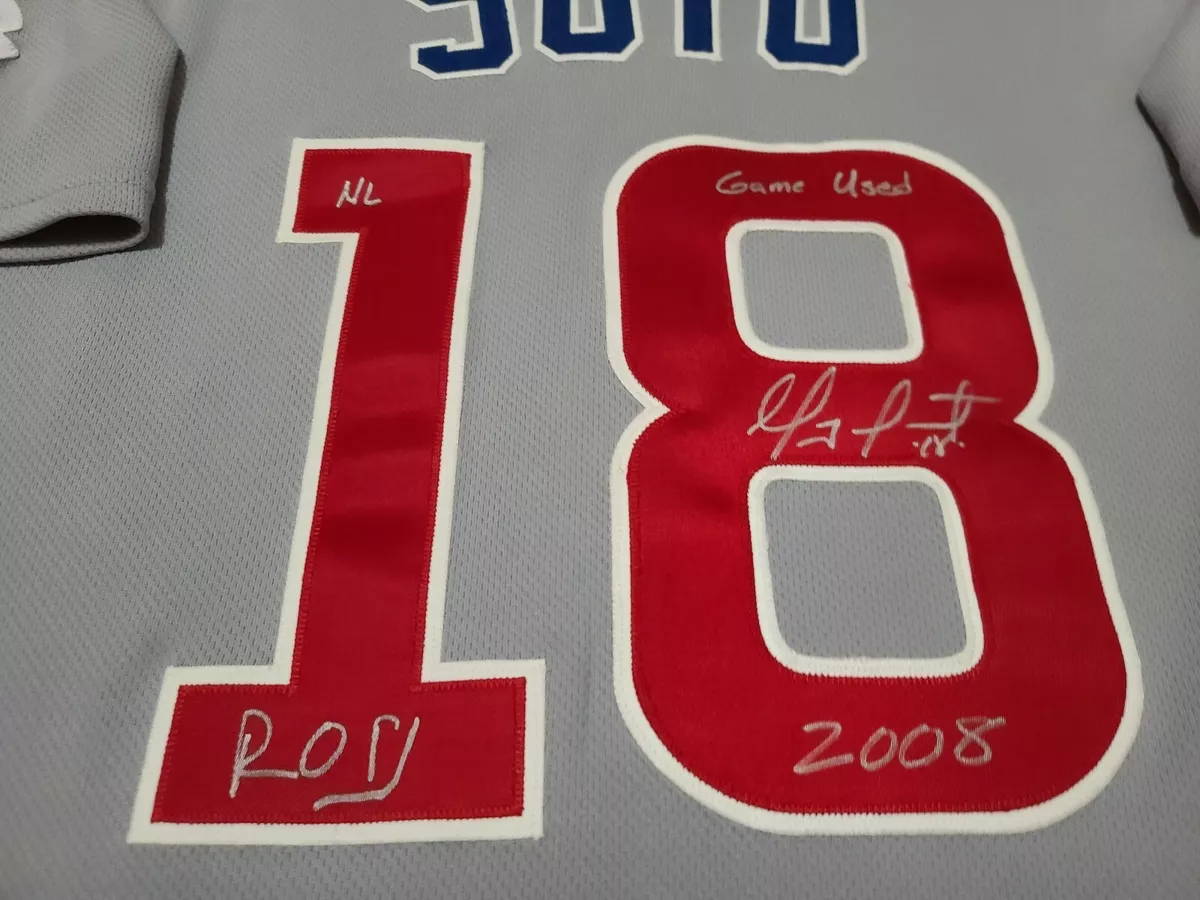 SOTO
18
NL
Game Used
ROY
2008